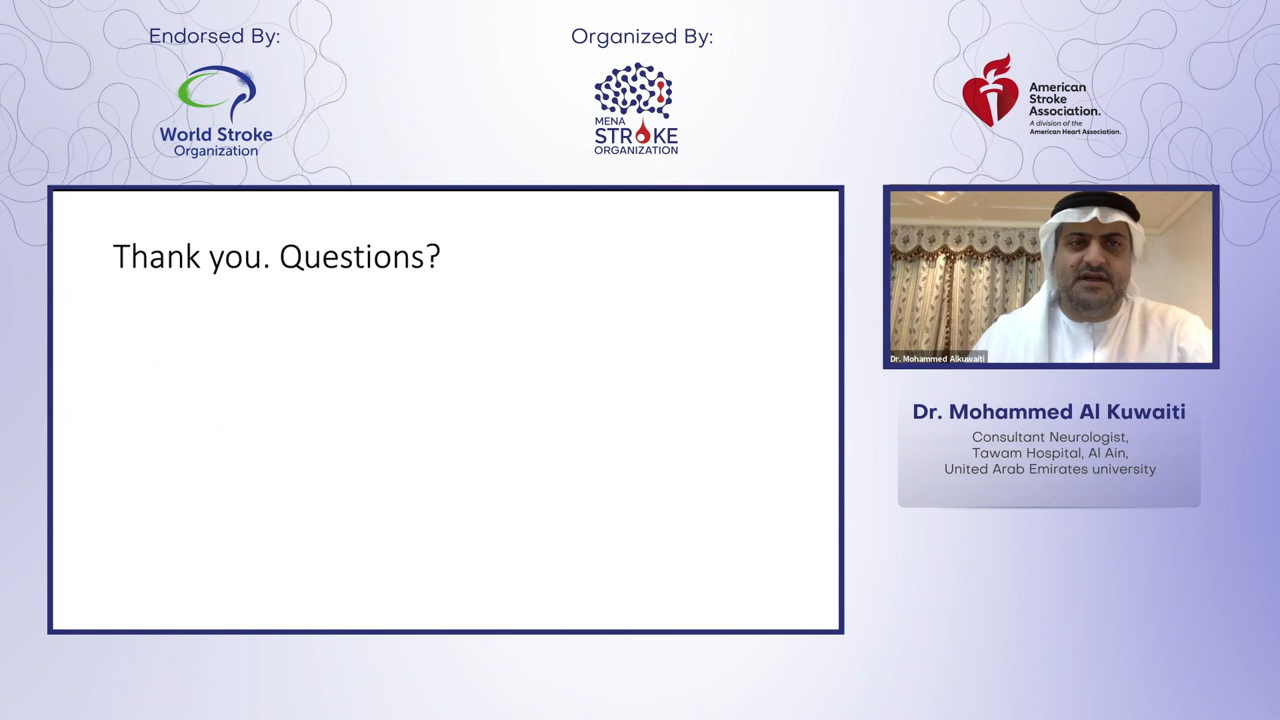 Endorsed By:
World Stroke
Organization
Organized By:
MENA
STROKE
ORGANIZATION
American
Stroke
Association.
A division of the
American Heart Association.
Thank you. Questions?
Dr. Mohammed Alkuwaiti
Dr. Mohammed Al Kuwaiti
Consultant Neurologist,
Tawam Hospital, Al Ain,
United Arab Emirates university